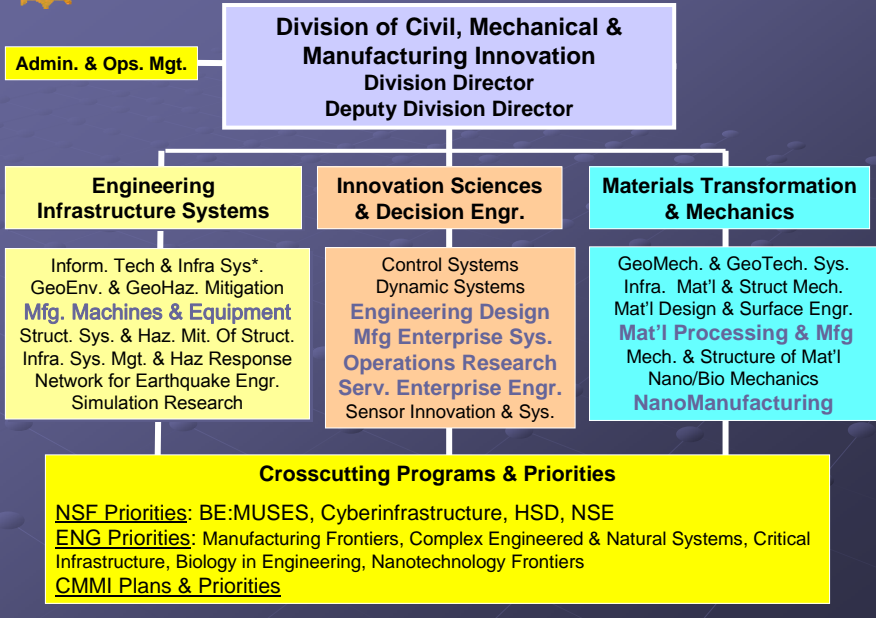 Division of Civil, Mechanical &
Manufacturing Innovation
Division Director
Deputy Division Director
Admin. & Ops. Mgt.
Engineering
Infrastructure Systems
Innovation Sciences
& Decision Engr.
Materials Transformation
& Mechanics
Inform. Tech & Infra Sys*.
GeoEnv. & GeoHaz. Mitigation
Mfg. Machines & Equipment
Struct. Sys. & Haz. Mit. Of Struct.
Infra. Sys. Mgt. & Haz Response
Network for Earthquake Engr.
Simulation Research
Control Systems
Dynamic Systems
Engineering Design
Mfg Enterprise Sys.
Operations Research
Serv. Enterprise Engr.
Sensor Innovation & Sys.
GeoMech. & GeoTech. Sys.
Infra. Mat'l & Struct Mech.
Mat'l Design & Surface Engr.
Mat'l Processing & Mfg
Mech. & Structure of Mat'l
Nano/Bio Mechanics
NanoManufacturing
Crosscutting Programs & Priorities
NSF Priorities: BE:MUSES, Cyberinfrastructure, HSD, NSE
ENG Priorities: Manufacturing Frontiers, Complex Engineered & Natural Systems, Critical
Infrastructure, Biology in Engineering, Nanotechnology Frontiers
CMMI Plans & Priorities